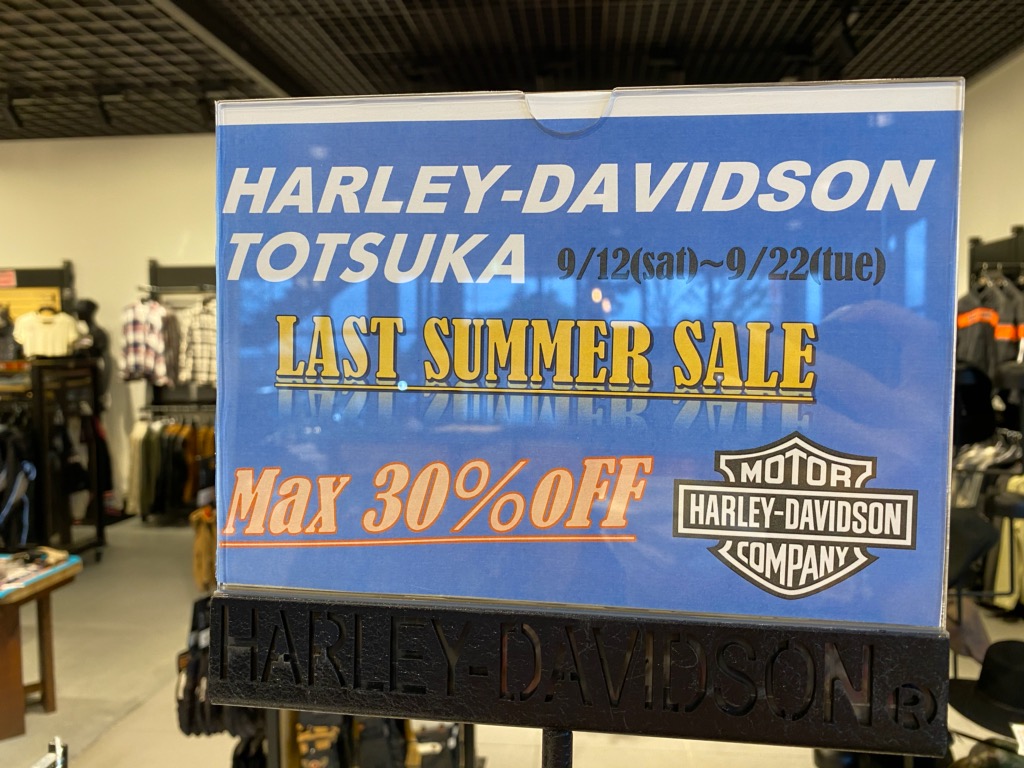 HARLEY-DAVIDSON
TOTSUKA 9/12(sat)~9/22(tue)
LAST SUMMER SALE
Max 30%OFF
MOTOR
HARLEY-DAVIDSON
COMPANY
HARLEY-DAVIDSON®